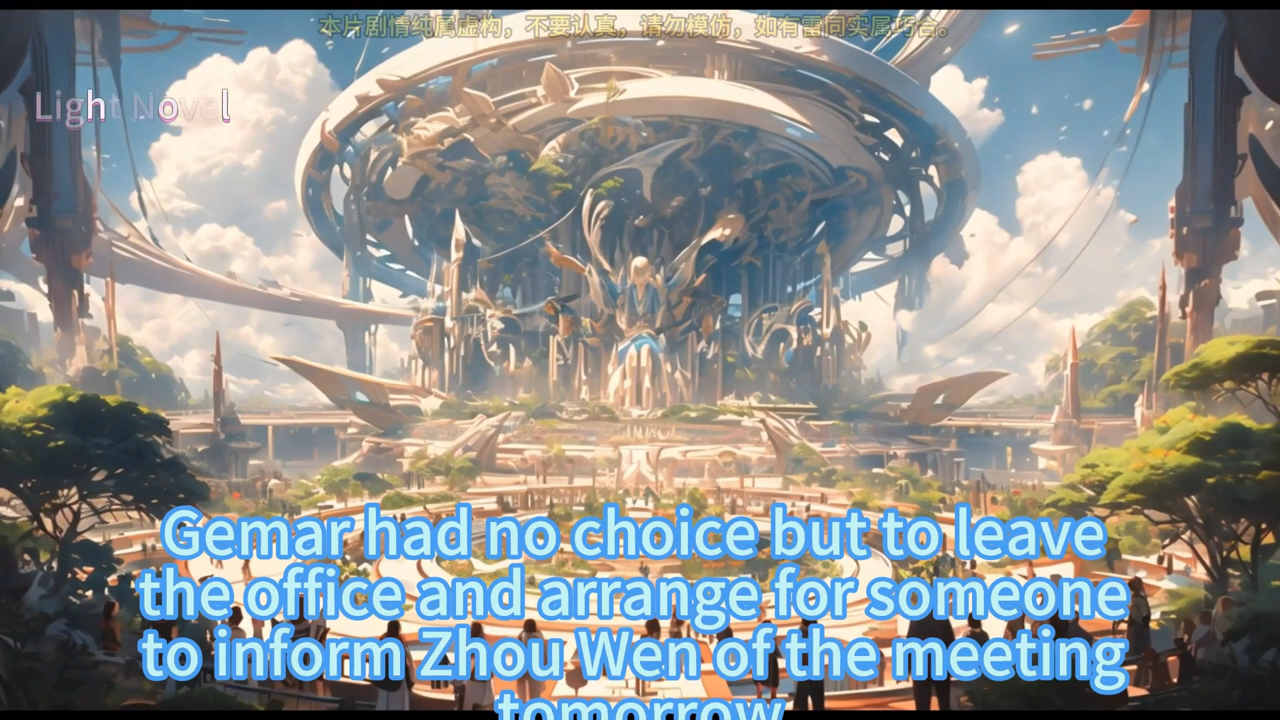 本片剧情纯属虚构，不要认真，请勿模仿，如有雷同实属巧合。
Light Novel
Gemar had no choice but to leave
the office and arrange for someone
to inform Zhou Wen of the meeting
tomorrow